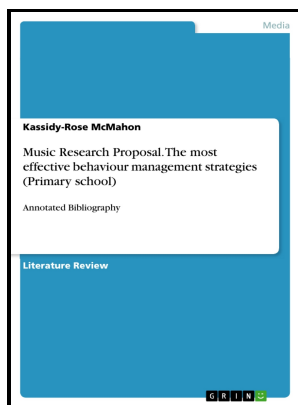 Media
Kassidy-Rose McMahon
Music Research Proposal. The most
effective behaviour management strategies
(Primary school)
Annotated Bibliography
Literature Review
GRIN